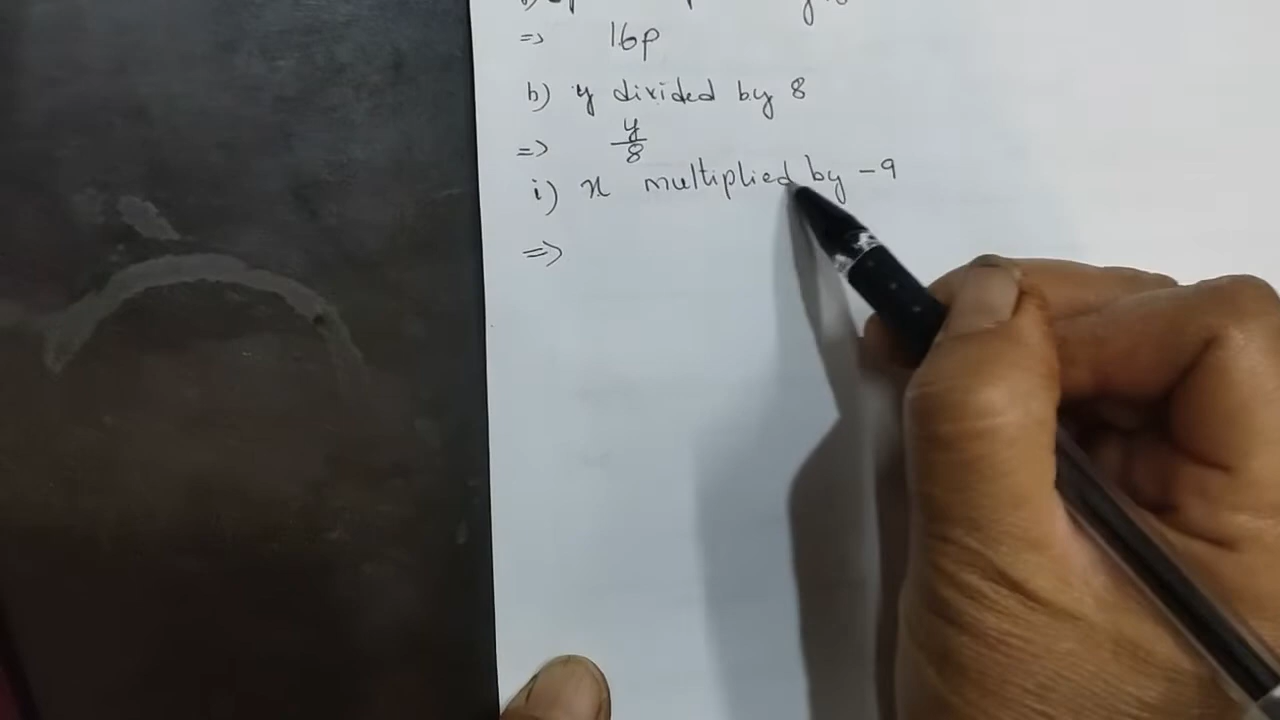 => 16p
b) y divided by 8
=> y/8
i) x multiplied by -9
=>